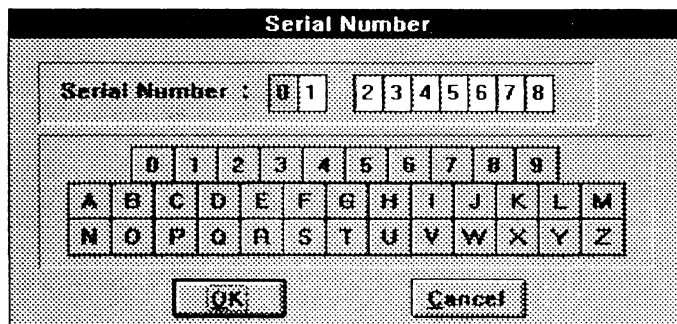 Serial Number
Serial Number : 0 1 2 3 4 5 6 7 8
0 1 2 3 4 5 6 7 8 9
A B C D E F G H I J K L M
N O P Q R S T U V W X Y Z
OK Cancel